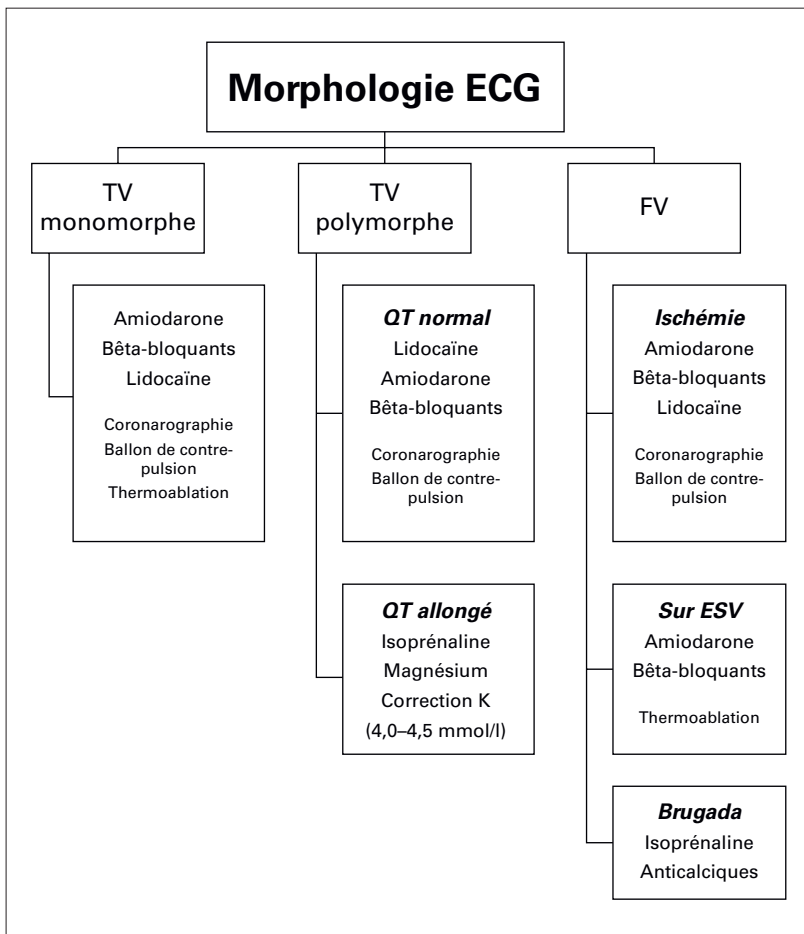 Morphologie ECG
TV
monomorphe
TV
polymorphe
FV
Amiodarone
Bêta-bloquants
Lidocaïne
Coronarographie
Ballon de contre-
pulsion
Thermoablation
QT normal
Lidocaïne
Amiodarone
Bêta-bloquants
Coronarographie
Ballon de contre-
pulsion
Ischémie
Amiodarone
Bêta-bloquants
Lidocaïne
Coronarographie
Ballon de contre-
pulsion
QT allongé
Isoprénaline
Magnésium
Correction K
(4,0–4,5 mmol/l)
Sur ESV
Amiodarone
Bêta-bloquants
Thermoablation
Brugada
Isoprénaline
Anticalciques